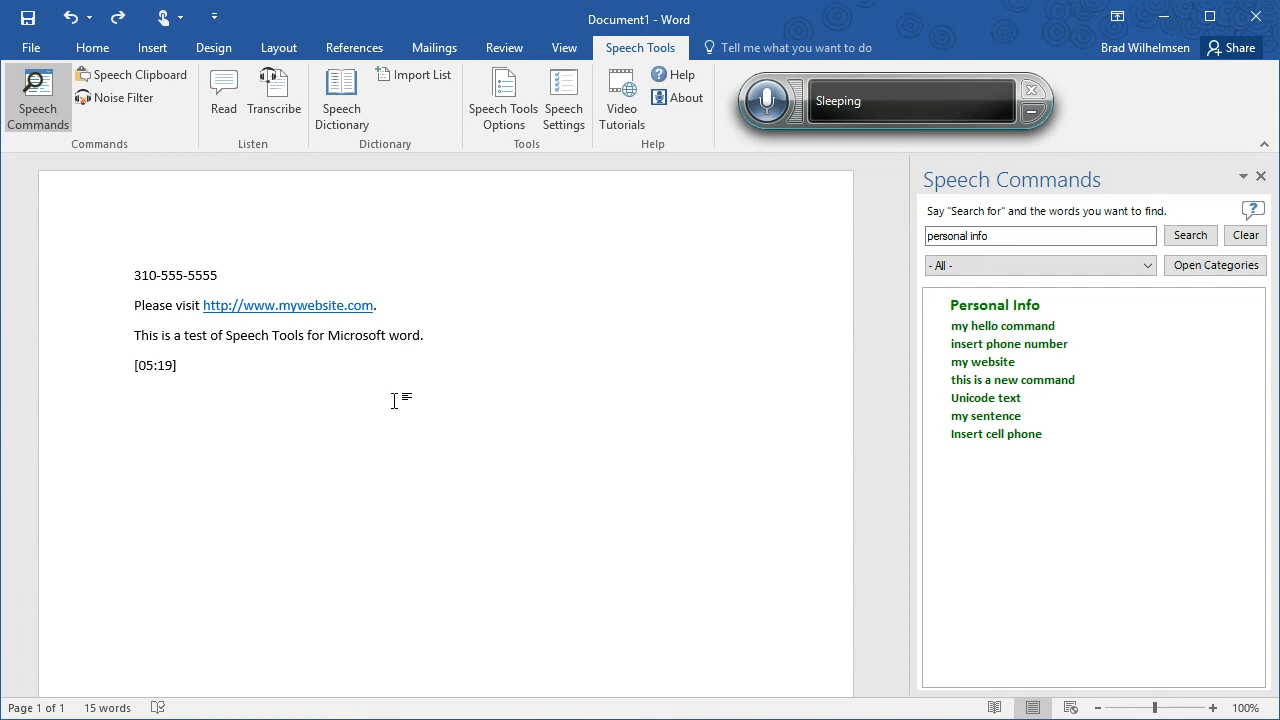 Document1 - Word
File Home Insert Design Layout References Mailings Review View Speech Tools Tell me what you want to do Brad Wilhelmsen Share
Speech Commands
Speech Clipboard
Noise Filter
Commands
Read
Transcribe
Listen
Speech Dictionary
Import List
Dictionary
Speech Tools Options
Speech Settings
Tools
Video Tutorials
Help
About
Help
Sleeping
310-555-5555
Please visit http://www.mywebsite.com.
This is a test of Speech Tools for Microsoft word.
[05:19]
Speech Commands
Say "Search for" and the words you want to find.
personal info Search Clear
- All - Open Categories
Personal Info
my hello command
insert phone number
my website
this is a new command
Unicode text
my sentence
Insert cell phone
Page 1 of 1 15 words 100%